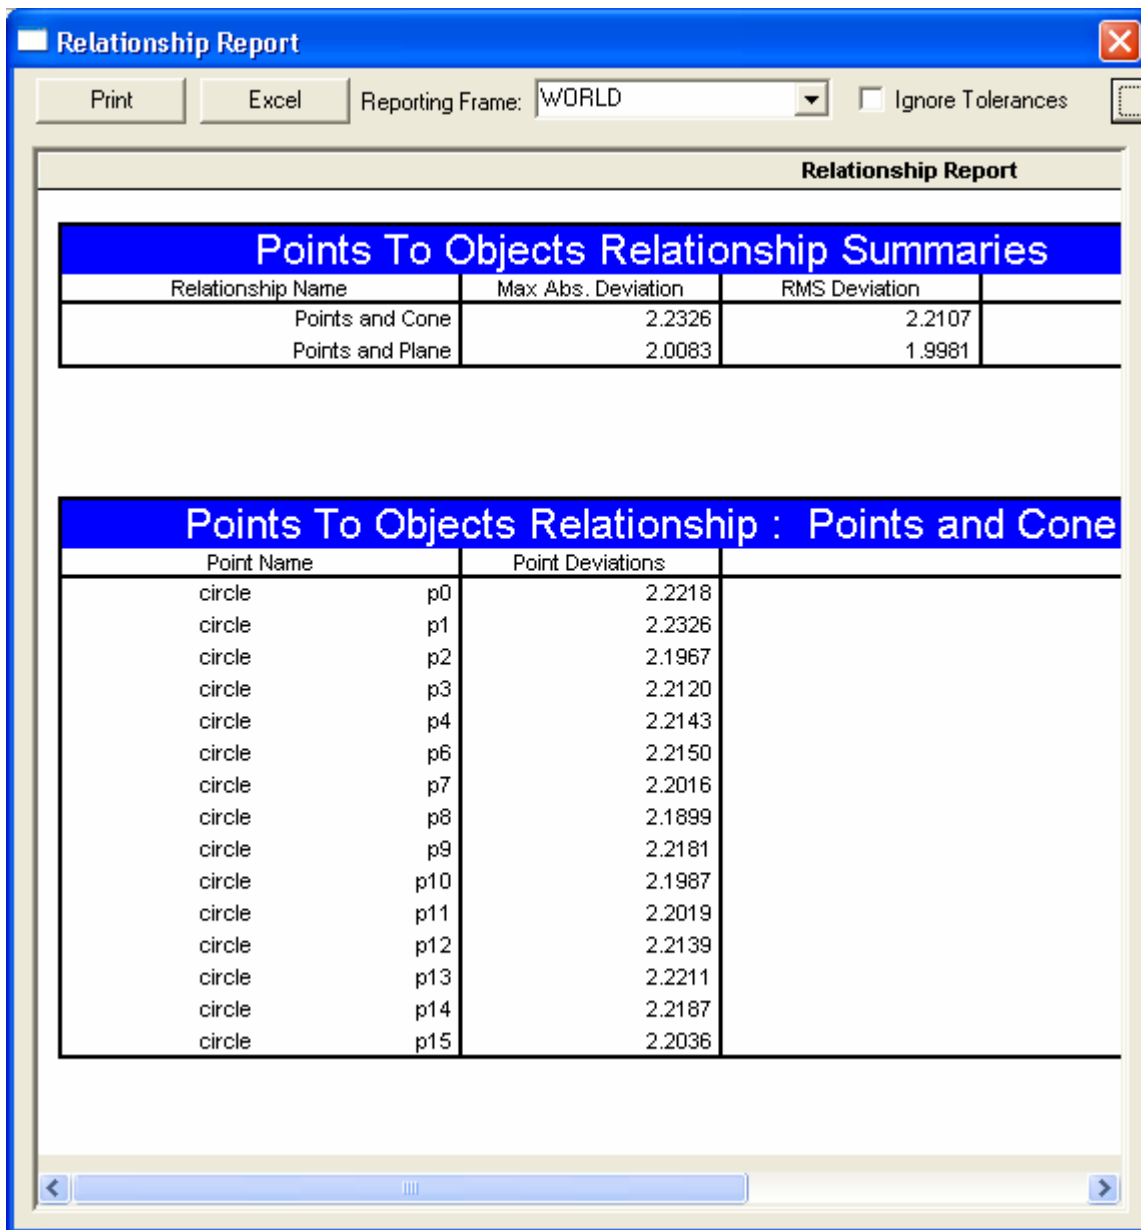 Relationship Report
Print Excel Reporting Frame: WORLD Ignore Tolerances
Relationship Report
Points To Objects Relationship Summaries
Relationship Name Max Abs. Deviation RMS Deviation
Points and Cone 2.2326 2.2107
Points and Plane 2.0083 1.9981
Points To Objects Relationship : Points and Cone
Point Name Point Deviations
circle p0 2.2218
circle p1 2.2326
circle p2 2.1967
circle p3 2.2120
circle p4 2.2143
circle p6 2.2150
circle p7 2.2016
circle p8 2.1899
circle p9 2.2181
circle p10 2.1987
circle p11 2.2019
circle p12 2.2139
circle p13 2.2211
circle p14 2.2187
circle p15 2.2036